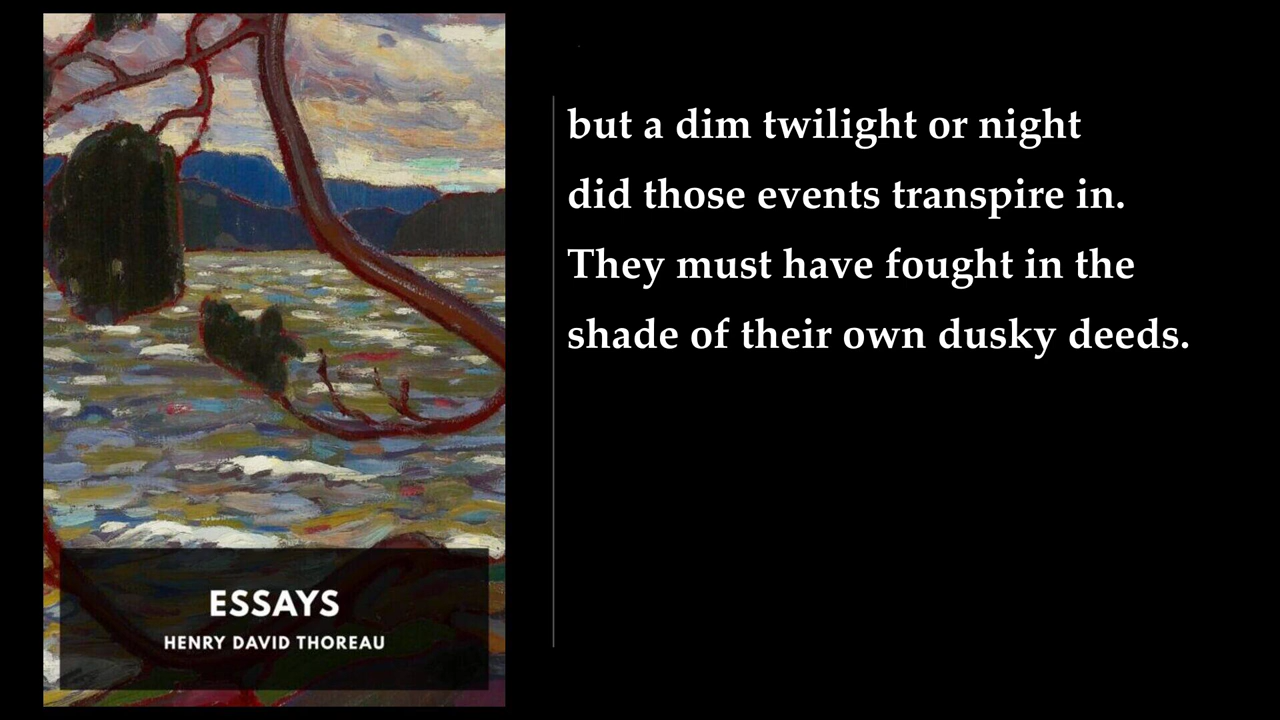 ESSAYS
HENRY DAVID THOREAU
but a dim twilight or night
did those events transpire in.
They must have fought in the
shade of their own dusky deeds.